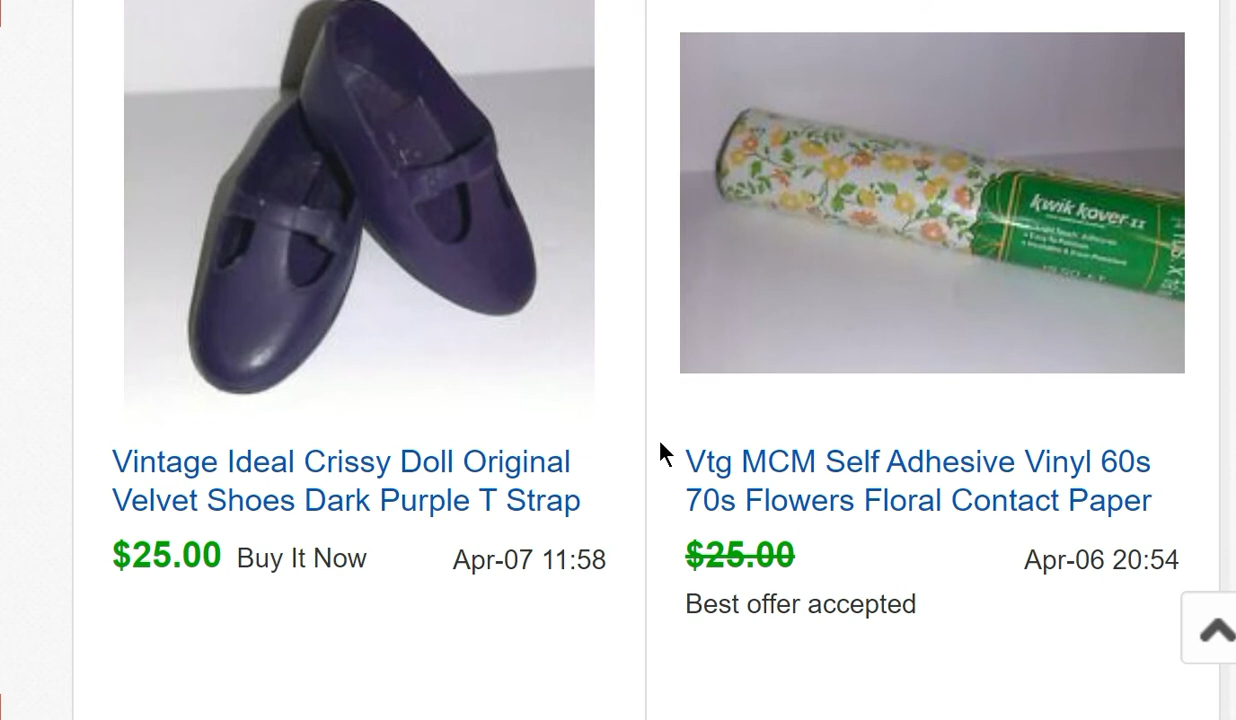 kwik kover II
Vintage Ideal Crissy Doll Original
Velvet Shoes Dark Purple T Strap
$25.00 Buy It Now Apr-07 11:58
Vtg MCM Self Adhesive Vinyl 60s
70s Flowers Floral Contact Paper
$25.00 Apr-06 20:54
Best offer accepted